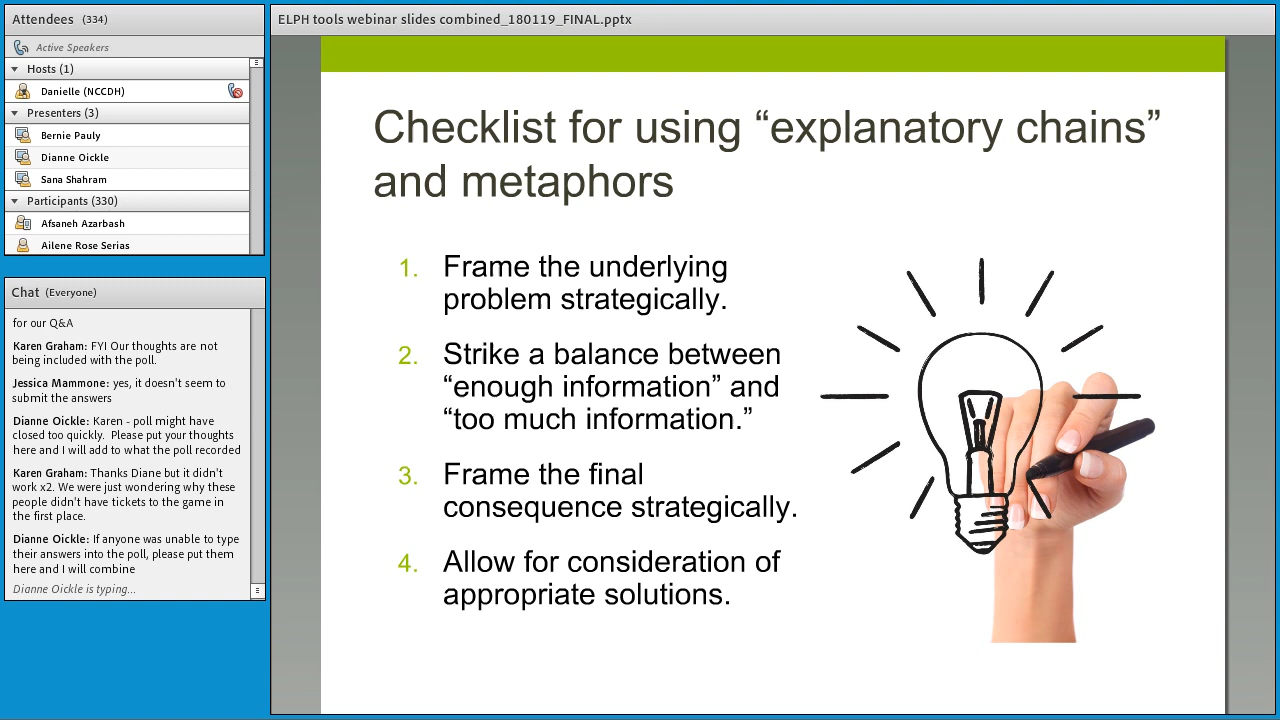 Attendees (334)
Active Speakers
Hosts (1)
Danielle (NCCDH)
Presenters (3)
Bernie Pauly
Dianne Oickle
Sana Shahram
Participants (330)
Afsaneh Azarbash
Ailene Rose Serias
Chat (Everyone)
for our Q&A
Karen Graham: FYI! Our thoughts are not
being included with the poll.
Jessica Mammone: yes, it doesn't seem to
submit the answers
Dianne Oickle: Karen - poll might have
closed too quickly. Please put your thoughts
here and I will add to what the poll recorded
Karen Graham: Thanks Diane but it didn't
work x2. We were just wondering why these
people didn't have tickets to the game in
the first place.
Dianne Oickle: If anyone was unable to type
their answers into the poll, please put them
here and I will combine
Dianne Oickle is typing...
ELPH tools webinar slides combined_180119_FINAL.pptx
Checklist for using “explanatory chains”
and metaphors
1. Frame the underlying
problem strategically.
2. Strike a balance between
“enough information” and
“too much information.”
3. Frame the final
consequence strategically.
4. Allow for consideration of
appropriate solutions.